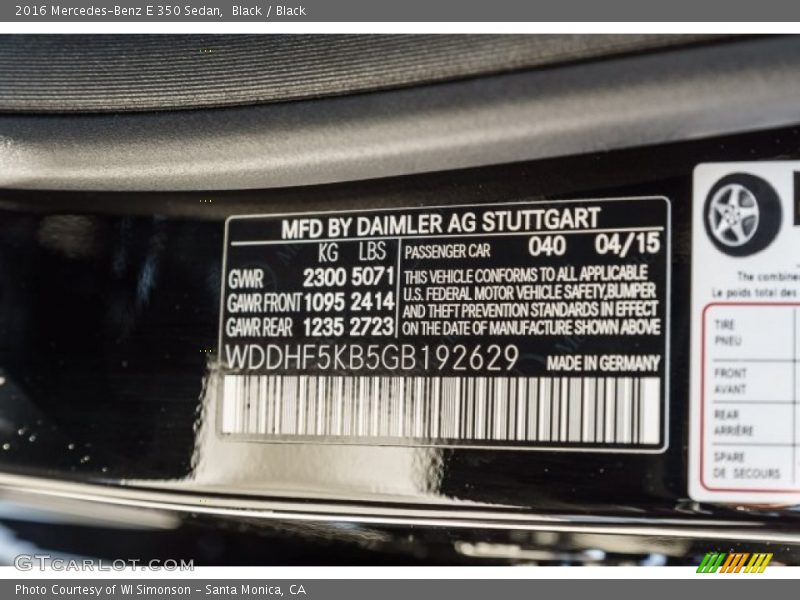 2016 Mercedes-Benz E 350 Sedan, Black / Black
MFD BY DAIMLER AG STUTTGART
KG LBS
GWR 2300 5071
GAWR FRONT 1095 2414
GAWR REAR 1235 2723
PASSENGER CAR 040 04/15
THIS VEHICLE CONFORMS TO ALL APPLICABLE
U.S. FEDERAL MOTOR VEHICLE SAFETY,BUMPER
AND THEFT PREVENTION STANDARDS IN EFFECT
ON THE DATE OF MANUFACTURE SHOWN ABOVE
WDDHF5KB5GB192629 MADE IN GERMANY
The combine
Le poids total des
TIRE
PNEU
FRONT
AVANT
REAR
ARRIÈRE
SPARE
DE SECOURS
GTCARLOT.COM
Photo Courtesy of WI Simonson - Santa Monica, CA